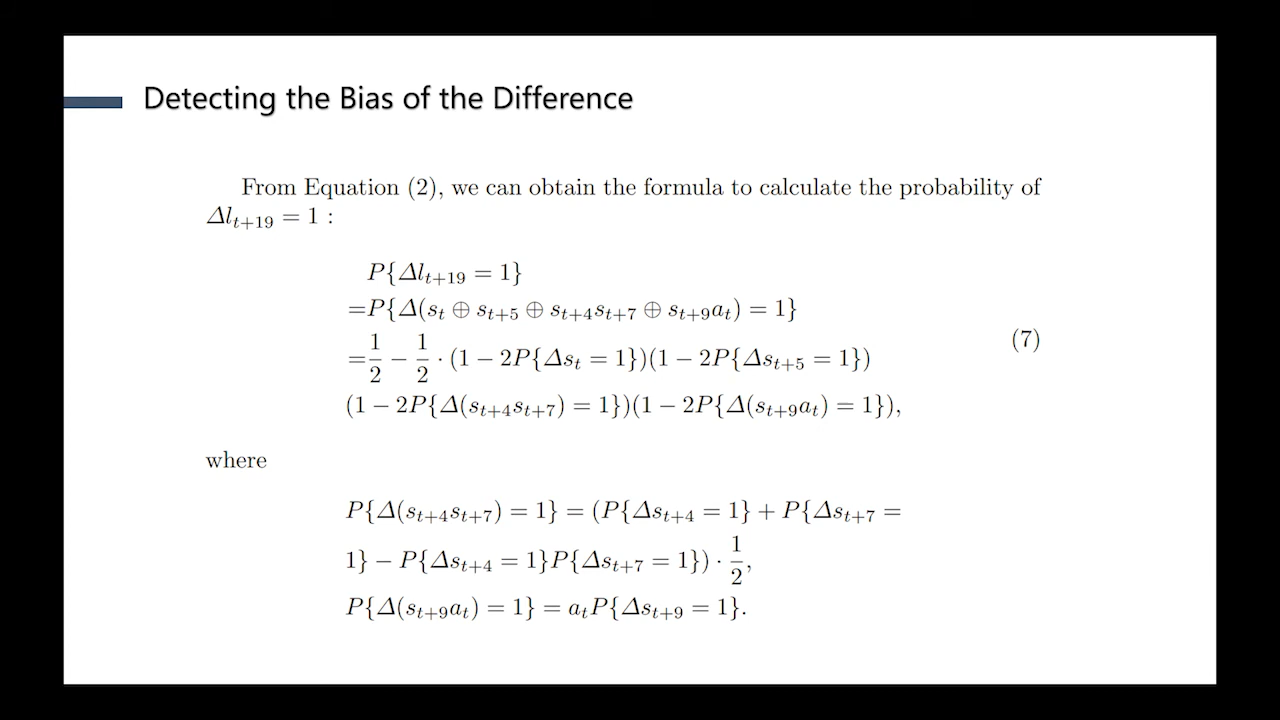 Detecting the Bias of the Difference
From Equation (2), we can obtain the formula to calculate the probability of
Δl_{t+19} = 1 :
P{Δl_{t+19} = 1}
=P{Δ(s_t ⊕ s_{t+5} ⊕ s_{t+4}s_{t+7} ⊕ s_{t+9}a_t) = 1}
=\frac{1}{2} − \frac{1}{2} · (1 − 2P{Δs_t = 1})(1 − 2P{Δs_{t+5} = 1})
(7)
(1 − 2P{Δ(s_{t+4}s_{t+7}) = 1})(1 − 2P{Δ(s_{t+9}a_t) = 1}),
where
P{Δ(s_{t+4}s_{t+7}) = 1} = (P{Δs_{t+4} = 1} + P{Δs_{t+7} =
1} − P{Δs_{t+4} = 1}P{Δs_{t+7} = 1}) · \frac{1}{2},
P{Δ(s_{t+9}a_t) = 1} = a_tP{Δs_{t+9} = 1}.